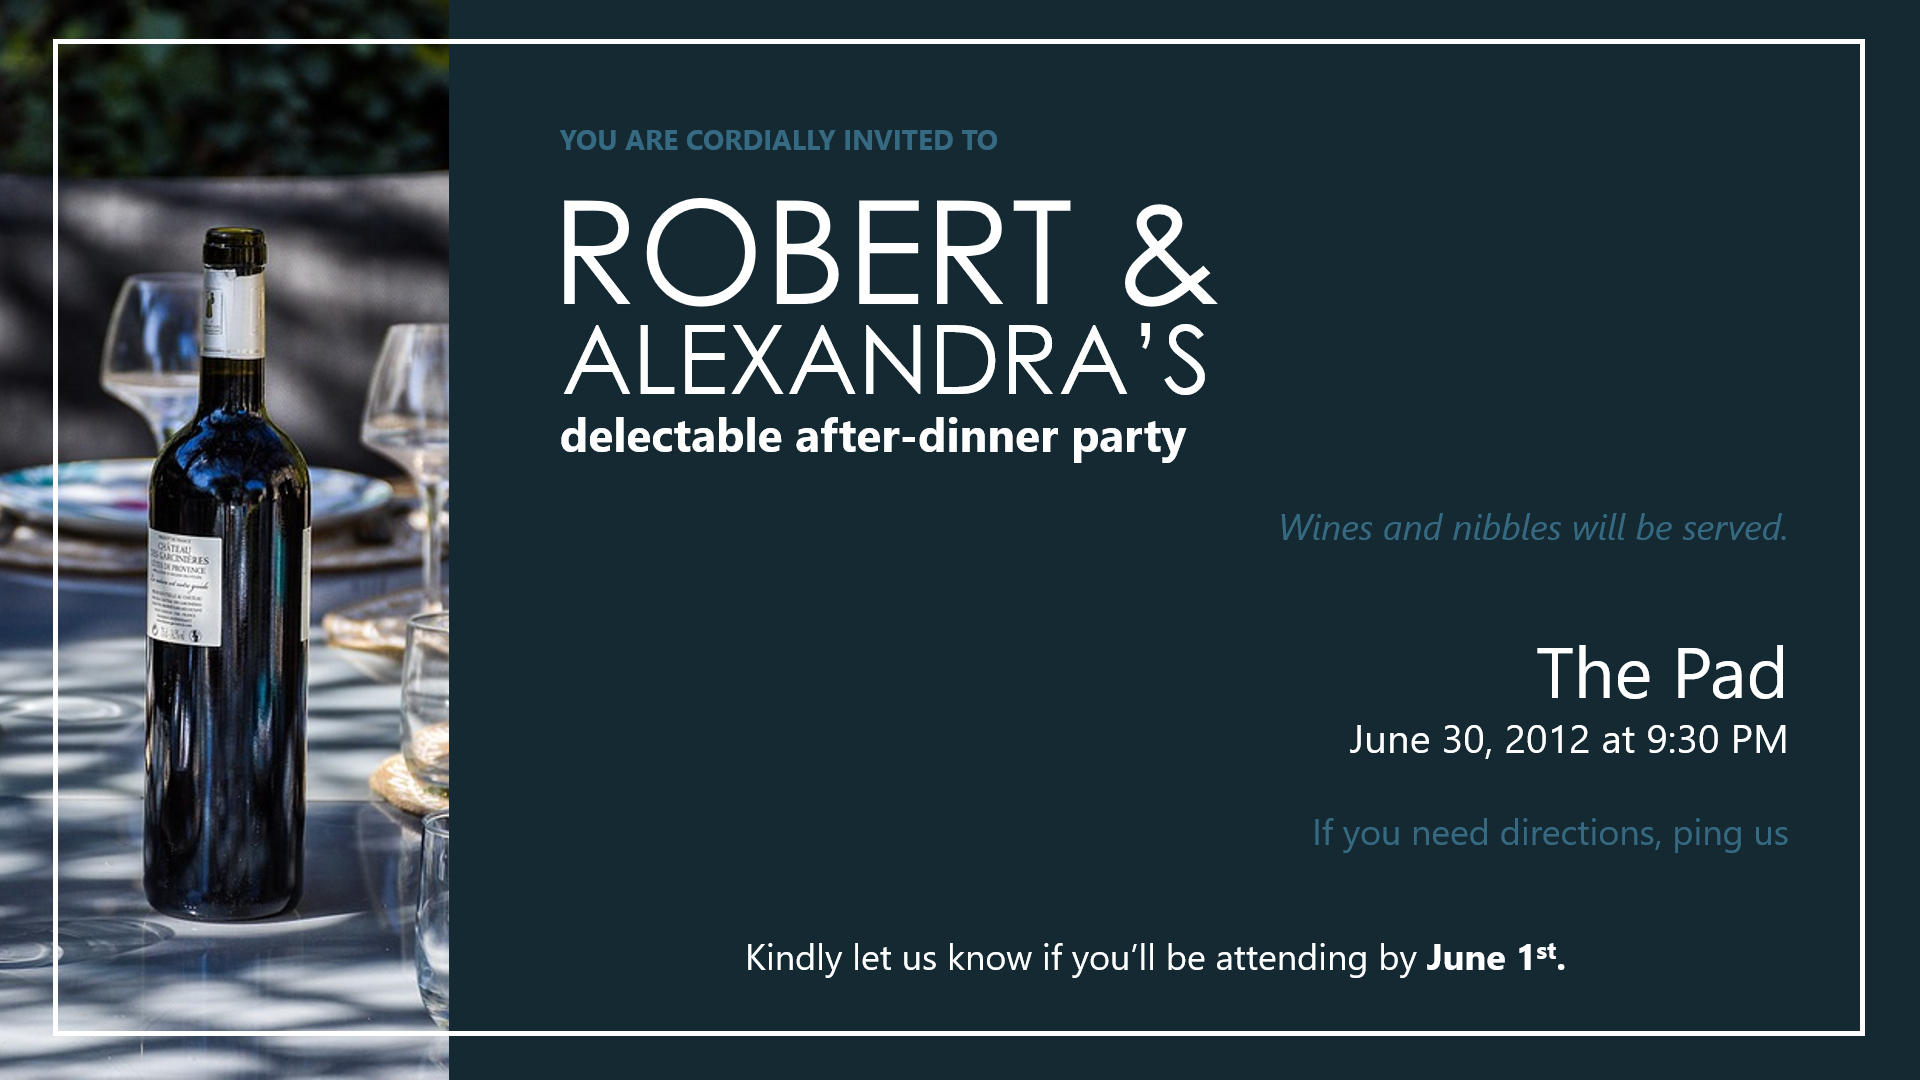 YOU ARE CORDIALLY INVITED TO
ROBERT &
ALEXANDRA’S
delectable after-dinner party
Wines and nibbles will be served.
CHÂTEAU
The Pad
June 30, 2012 at 9:30 PM
If you need directions, ping us
Kindly let us know if you’ll be attending by June 1st.